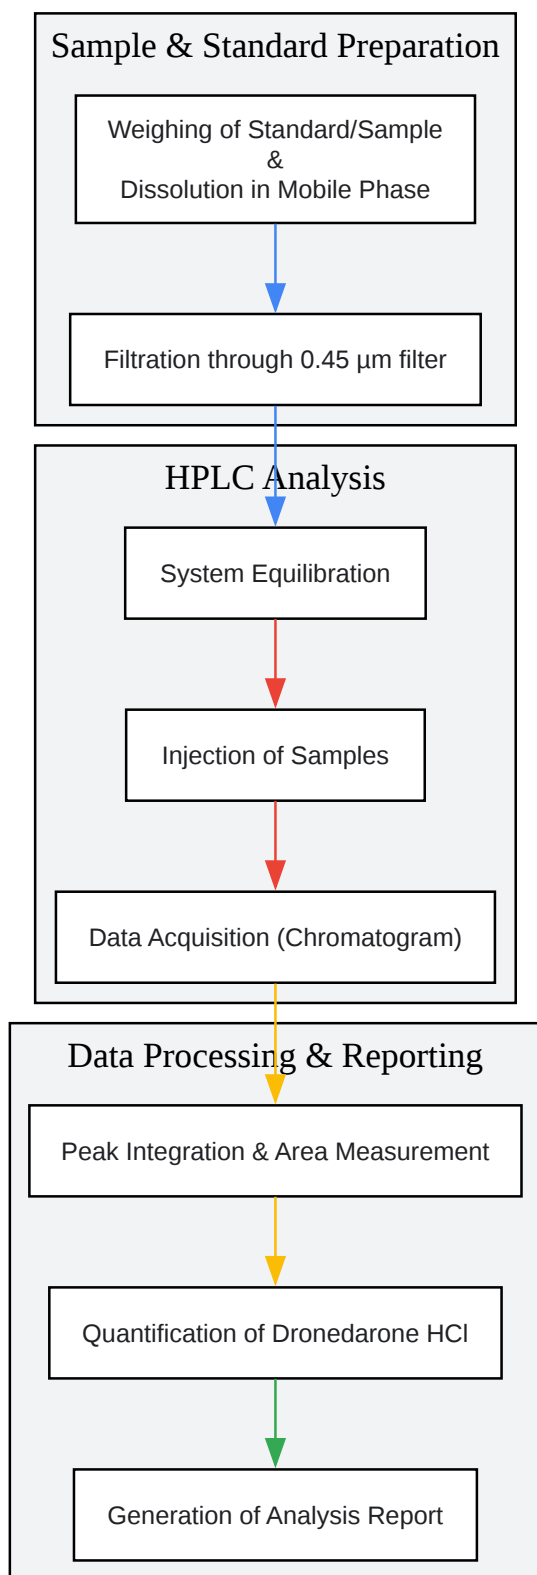 Sample & Standard Preparation
Weighing of Standard/Sample
&
Dissolution in Mobile Phase
Filtration through 0.45 µm filter
HPLC Analysis
System Equilibration
Injection of Samples
Data Acquisition (Chromatogram)
Data Processing & Reporting
Peak Integration & Area Measurement
Quantification of Dronedarone HCl
Generation of Analysis Report